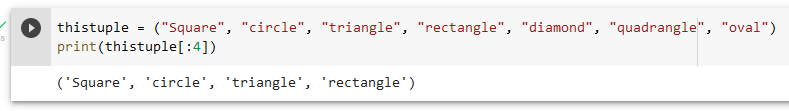 thistuple = ("Square", "circle", "triangle", "rectangle", "diamond", "quadrangle", "oval")
print(thistuple[:4])
('Square', 'circle', 'triangle', 'rectangle')